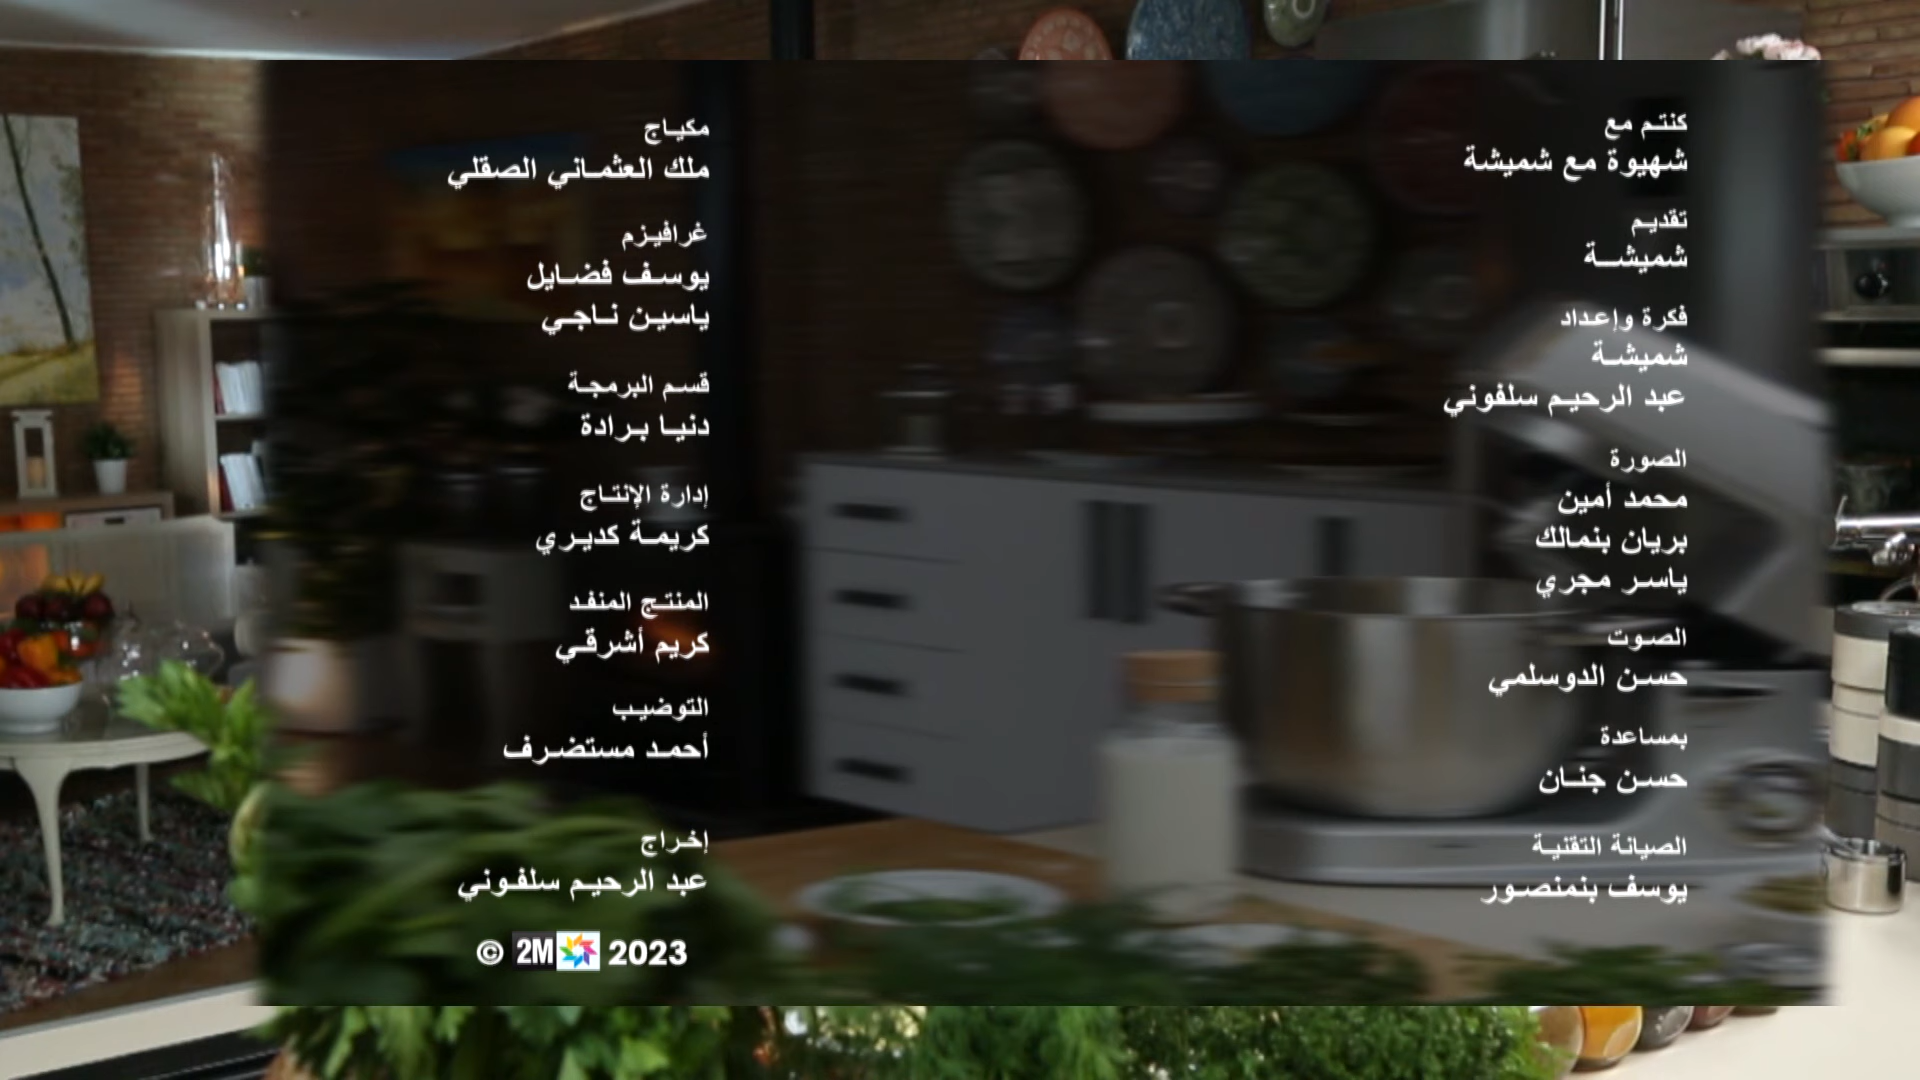 كنتم مع
شهيوة مع شميشة
تقديم
شميشة
فكرة وإعداد
شميشة
عبد الرحيم سلفوني
الصورة
محمد أمين
بريان بنمالك
ياسر مجري
الصوت
حسن الدوسلمي
بمساعدة
حسن جنان
الصيانة التقنية
يوسف بنمنصور
مكياج
ملك العثماني الصقلي
غرافيزم
يوسف فضايل
ياسين ناجي
قسم البرمجة
دنيا برادة
إدارة الإنتاج
كريمة كديري
المنتج المنفد
كريم أشرقي
التوضيب
أحمد مستضرف
إخراج
عبد الرحيم سلفوني
© 2M 2023